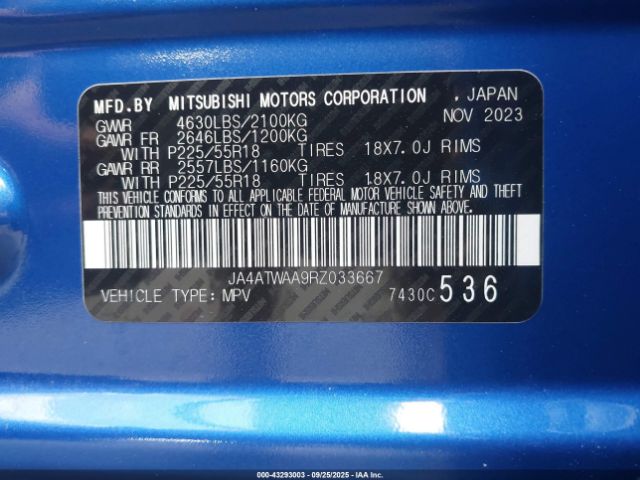 MFD.BY MITSUBISHI MOTORS CORPORATION , JAPAN
GVWR 4630LBS/2100KG NOV 2023
GAWR FR 2646LBS/1200KG
WITH P225/55R18 TIRES 18X7.0J RIMS
GAWR RR 2557LBS/1160KG
WITH P225/55R18 TIRES 18X7.0J RIMS
THIS VEHICLE CONFORMS TO ALL APPLICABLE FEDERAL MOTOR VEHICLE SAFETY AND THEFT
PREVENTION STANDARDS IN EFFECT ON THE DATE OF MANUFACTURE SHOWN ABOVE.
JA4ATWAA9RZ033667
VEHICLE TYPE: MPV 7430C 536
000-43293003 - 09/25/2025 - IAAI.COM